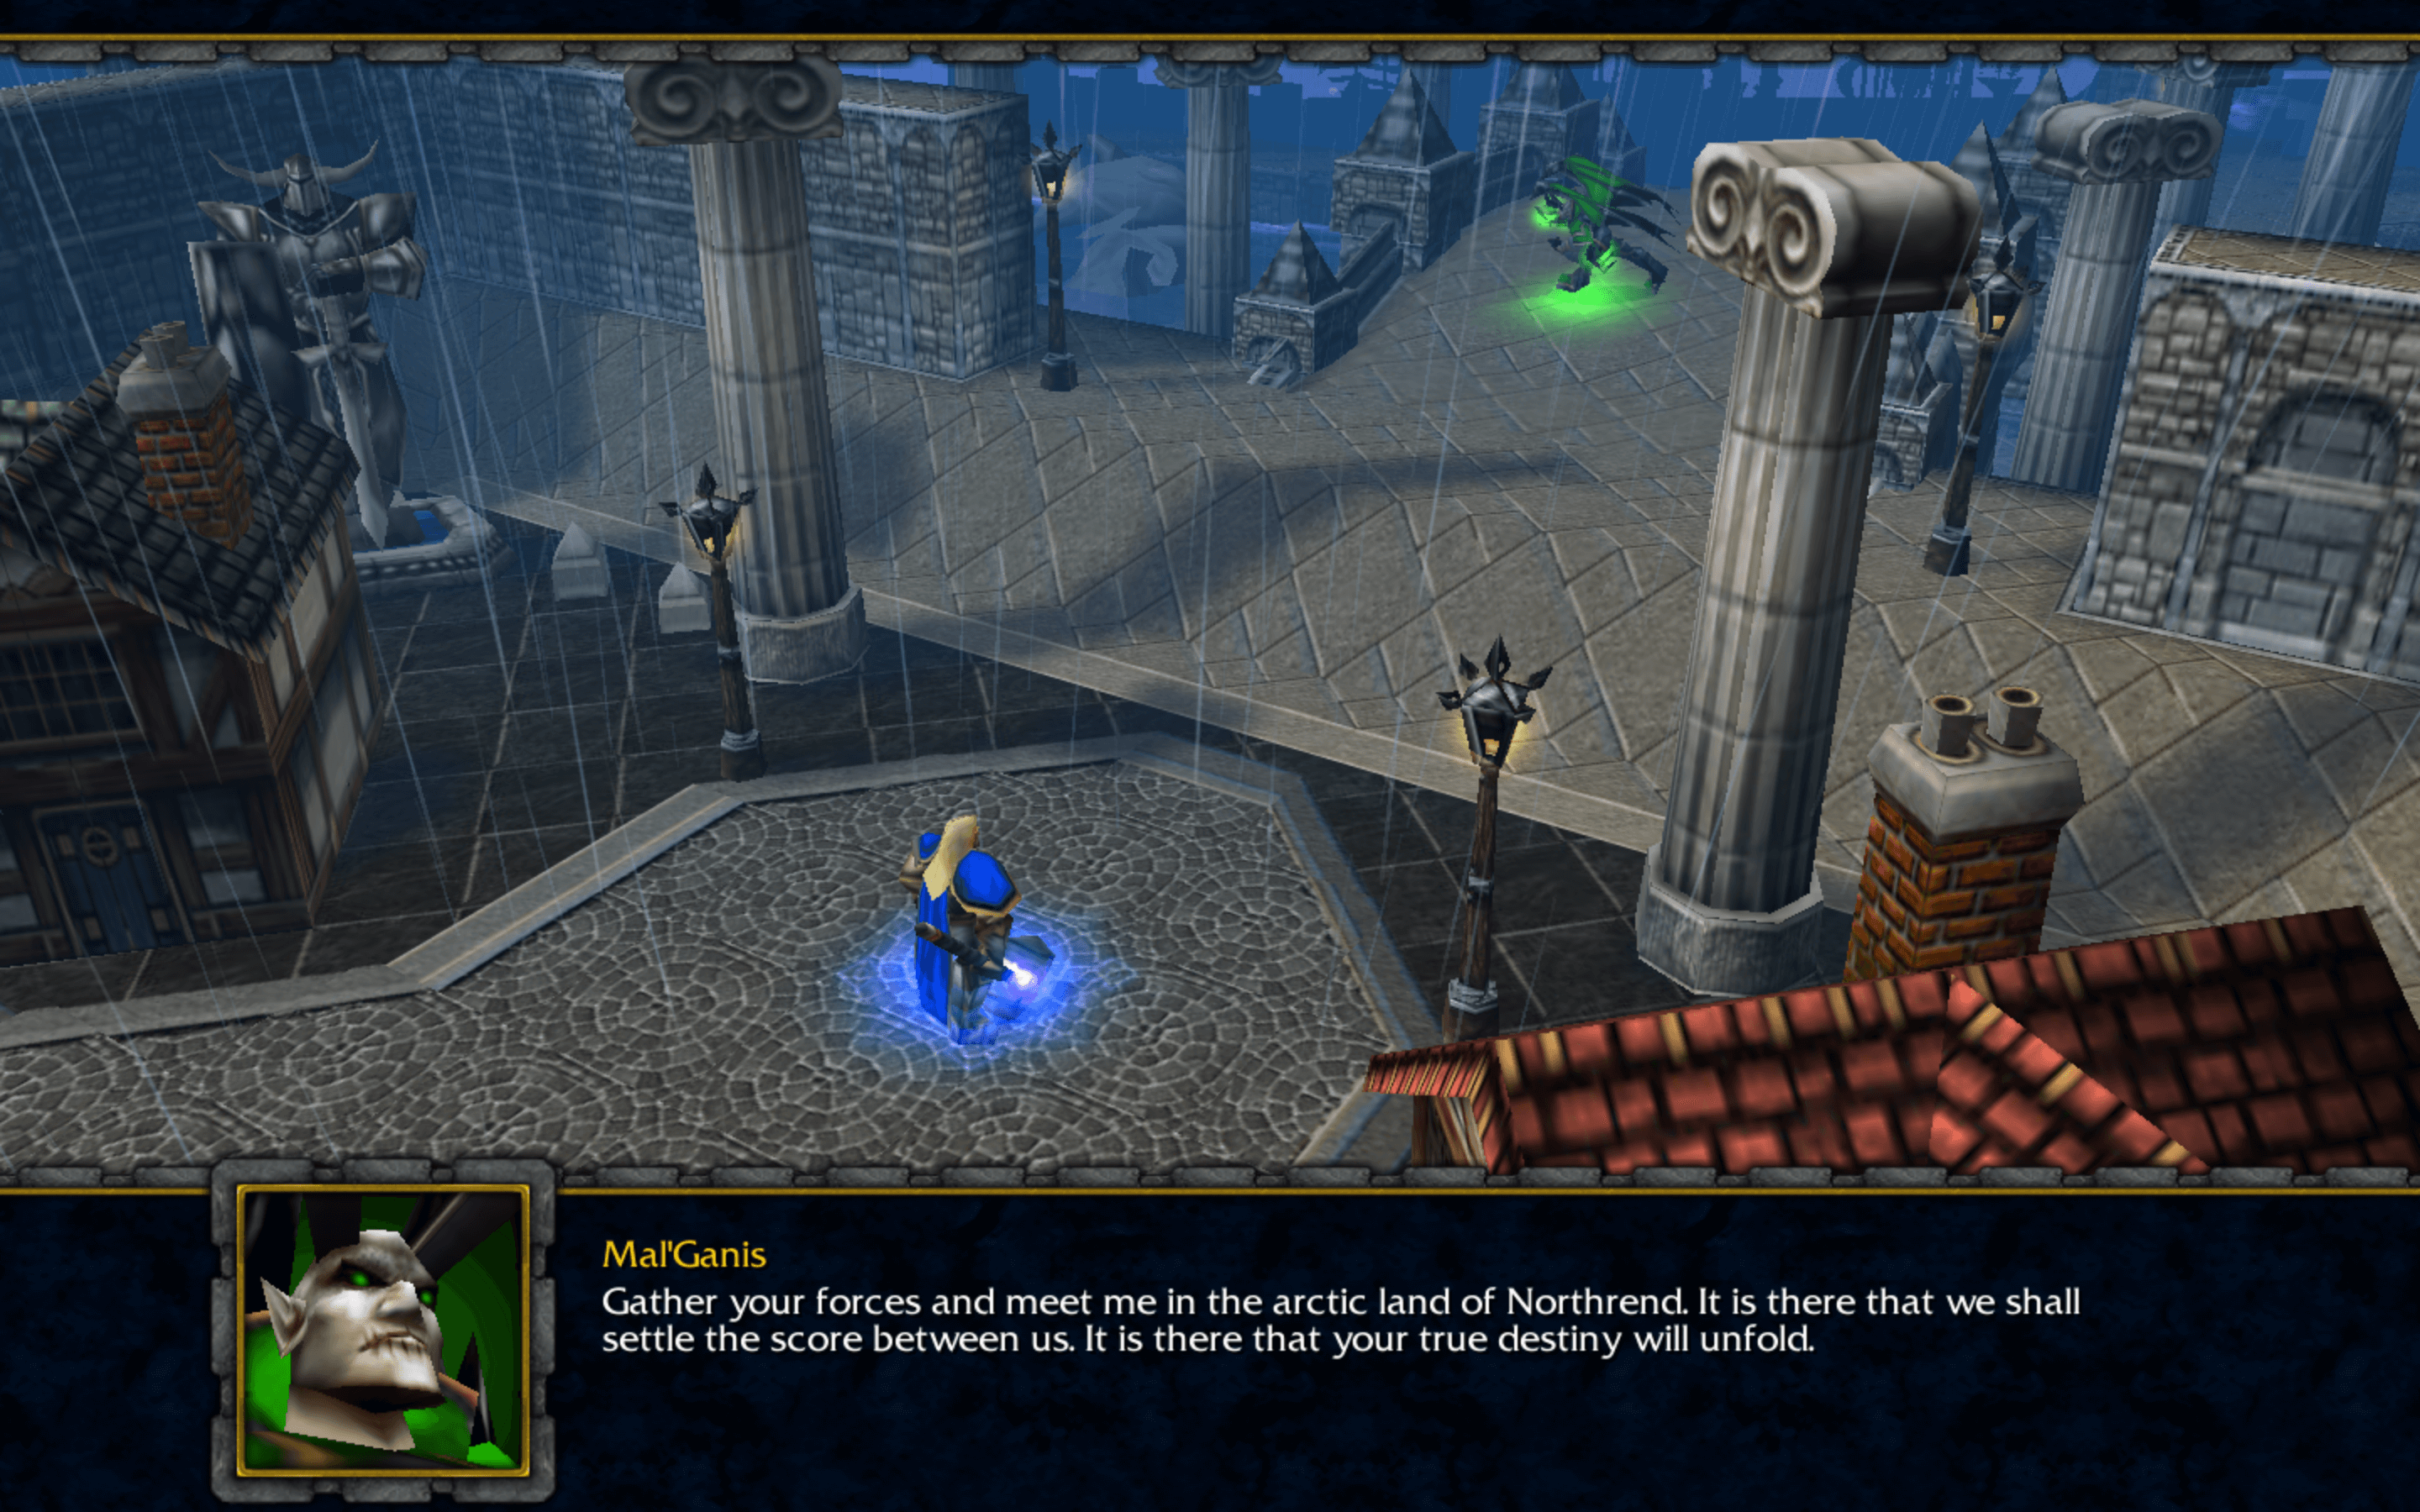 Mal'Ganis
Gather your forces and meet me in the arctic land of Northrend. It is there that we shall
settle the score between us. It is there that your true destiny will unfold.